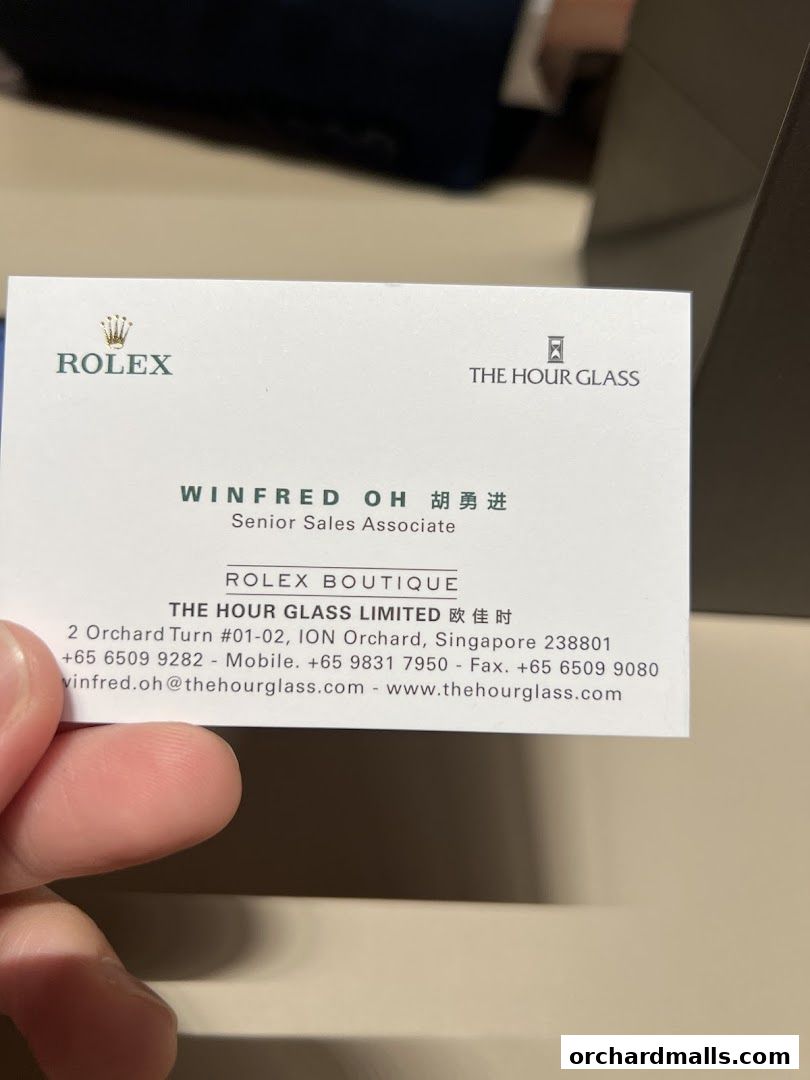 ROLEX
THE HOUR GLASS
WINFRED OH 胡勇进
Senior Sales Associate
ROLEX BOUTIQUE
THE HOUR GLASS LIMITED 欧佳时
2 Orchard Turn #01-02, ION Orchard, Singapore 238801
+65 6509 9282 - Mobile. +65 9831 7950 - Fax. +65 6509 9080
winfred.oh@thehourglass.com - www.thehourglass.com
orchardmalls.com